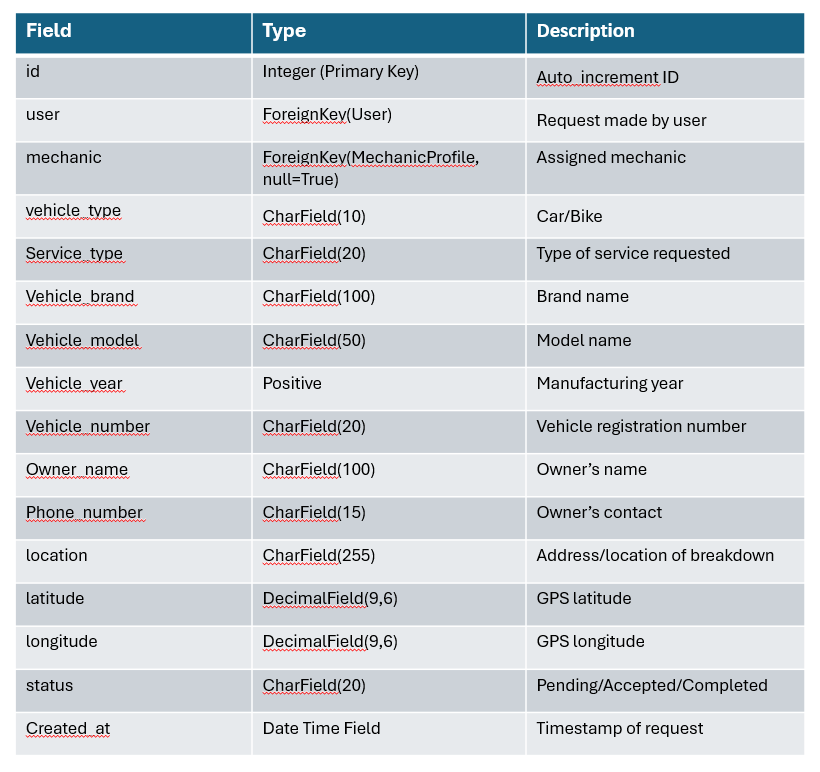 Field Type Description
id Integer (Primary Key) Auto_increment ID
user ForeignKey(User) Request made by user
mechanic ForeignKey(MechanicProfile, Assigned mechanic
null=True)
vehicle_type CharField(10) Car/Bike
Service_type CharField(20) Type of service requested
Vehicle_brand CharField(100) Brand name
Vehicle_model CharField(50) Model name
Vehicle_year Positive Manufacturing year
Vehicle_number CharField(20) Vehicle registration number
Owner_name CharField(100) Owner’s name
Phone_number CharField(15) Owner’s contact
location CharField(255) Address/location of breakdown
latitude DecimalField(9,6) GPS latitude
longitude DecimalField(9,6) GPS longitude
status CharField(20) Pending/Accepted/Completed
Created_at Date Time Field Timestamp of request